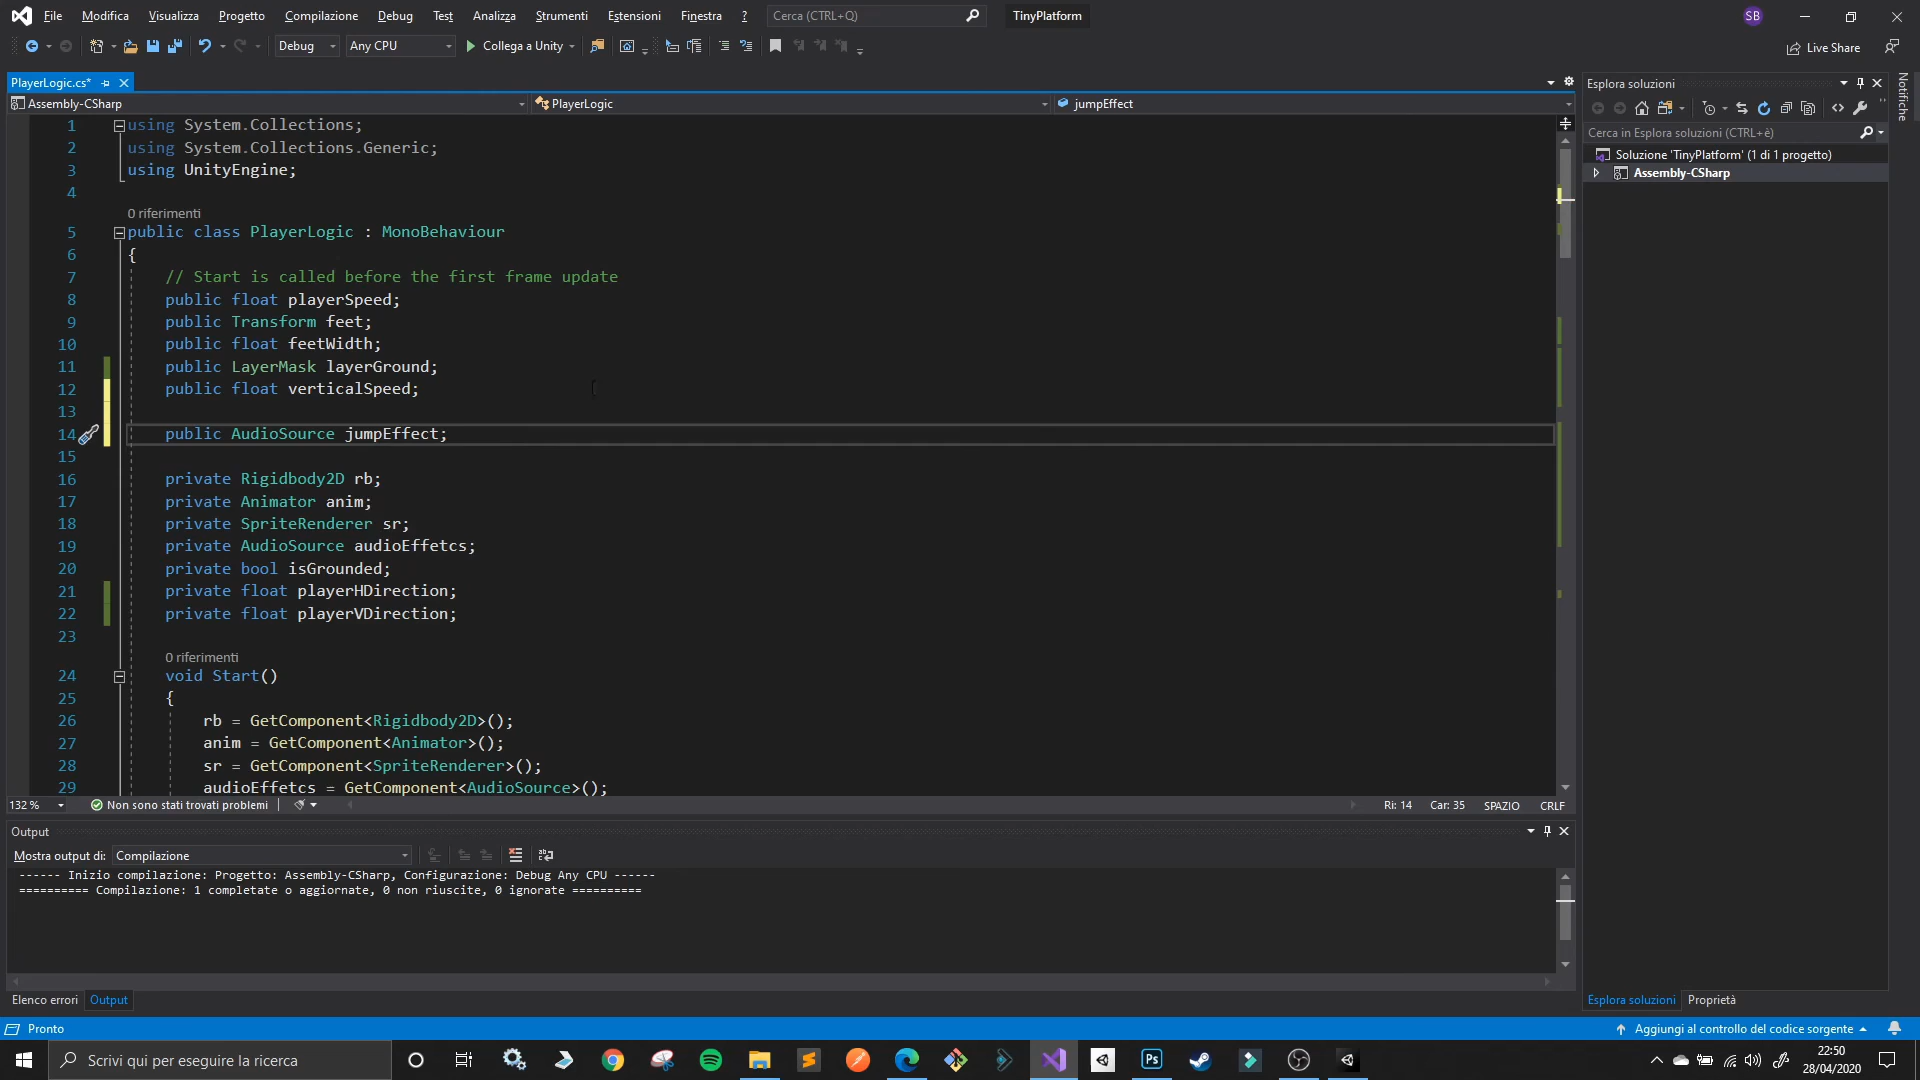 File Modifica Visualizza Progetto Compilazione Debug Test Analizza Strumenti Estensioni Finestra ? Cerca (CTRL+Q) TinyPlatform SB
Debug Any CPU Collega a Unity Live Share
PlayerLogic.cs*
Assembly-CSharp PlayerLogic jumpEffect
1 using System.Collections;
2 using System.Collections.Generic;
3 using UnityEngine;
4
0 riferimenti
5 public class PlayerLogic : MonoBehaviour
6 {
7 // Start is called before the first frame update
8 public float playerSpeed;
9 public Transform feet;
10 public float feetWidth;
11 public LayerMask layerGround;
12 public float verticalSpeed;
13
14 public AudioSource jumpEffect;
15
16 private Rigidbody2D rb;
17 private Animator anim;
18 private SpriteRenderer sr;
19 private AudioSource audioEffetcs;
20 private bool isGrounded;
21 private float playerHDirection;
22 private float playerVDirection;
23
0 riferimenti
24 void Start()
25 {
26 rb = GetComponent<Rigidbody2D>();
27 anim = GetComponent<Animator>();
28 sr = GetComponent<SpriteRenderer>();
29 audioEffetcs = GetComponent<AudioSource>();
132 % Non sono stati trovati problemi Ri: 14 Car: 35 SPAZIO CRLF
Output
Mostra output di: Compilazione
------ Inizio compilazione: Progetto: Assembly-CSharp, Configurazione: Debug Any CPU ------
========== Compilazione: 1 completate o aggiornate, 0 non riuscite, 0 ignorate ==========
Elenco errori Output
Esplora soluzioni
Cerca in Esplora soluzioni (CTRL+è)
Soluzione 'TinyPlatform' (1 di 1 progetto)
Assembly-CSharp
Esplora soluzioni Proprietà
Notifiche
Pronto Aggiungi al controllo del codice sorgente
Scrivi qui per eseguire la ricerca
Ps
22:50
28/04/2020